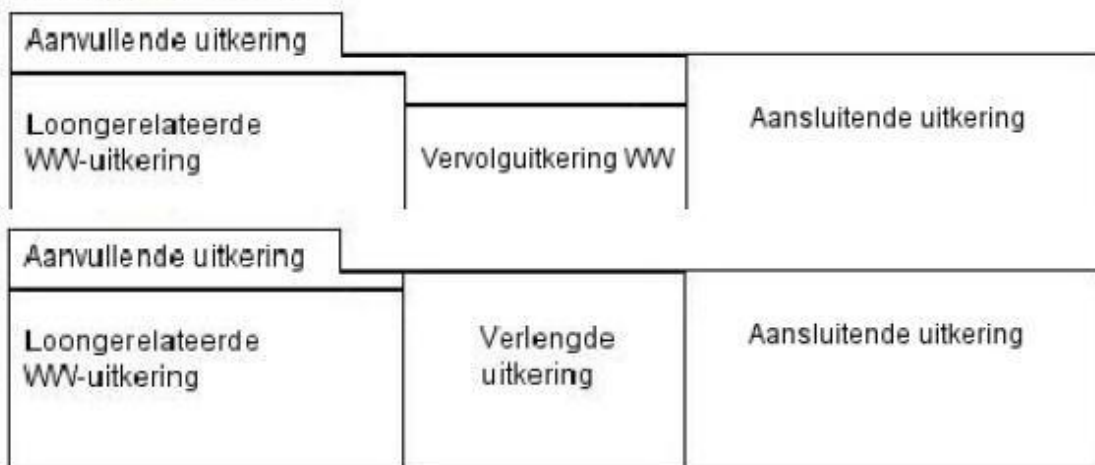 Aanvullende uitkering
Loongerelateerde
WW-uitkering
Vervolguitkering WW
Aansluitende uitkering
Aanvullende uitkering
Loongerelateerde
WW-uitkering
Verlengde
uitkering
Aansluitende uitkering